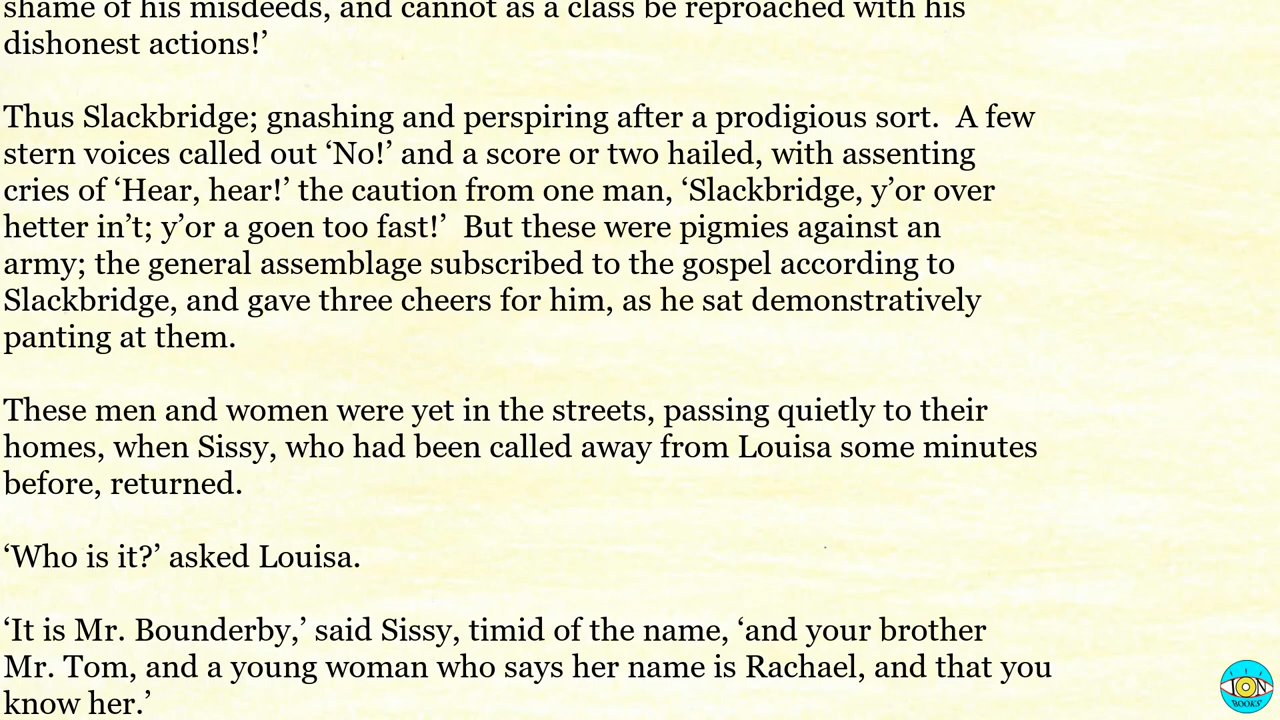 shame of his misdeeds, and cannot as a class be reproached with his
dishonest actions!’
Thus Slackbridge; gnashing and perspiring after a prodigious sort.  A few
stern voices called out ‘No!’ and a score or two hailed, with assenting
cries of ‘Hear, hear!’ the caution from one man, ‘Slackbridge, y’or over
hetter in’t; y’or a goen too fast!’  But these were pigmies against an
army; the general assemblage subscribed to the gospel according to
Slackbridge, and gave three cheers for him, as he sat demonstratively
panting at them.
These men and women were yet in the streets, passing quietly to their
homes, when Sissy, who had been called away from Louisa some minutes
before, returned.
‘Who is it?’ asked Louisa.
‘It is Mr. Bounderby,’ said Sissy, timid of the name, ‘and your brother
Mr. Tom, and a young woman who says her name is Rachael, and that you
know her.’
ION
BOOKS